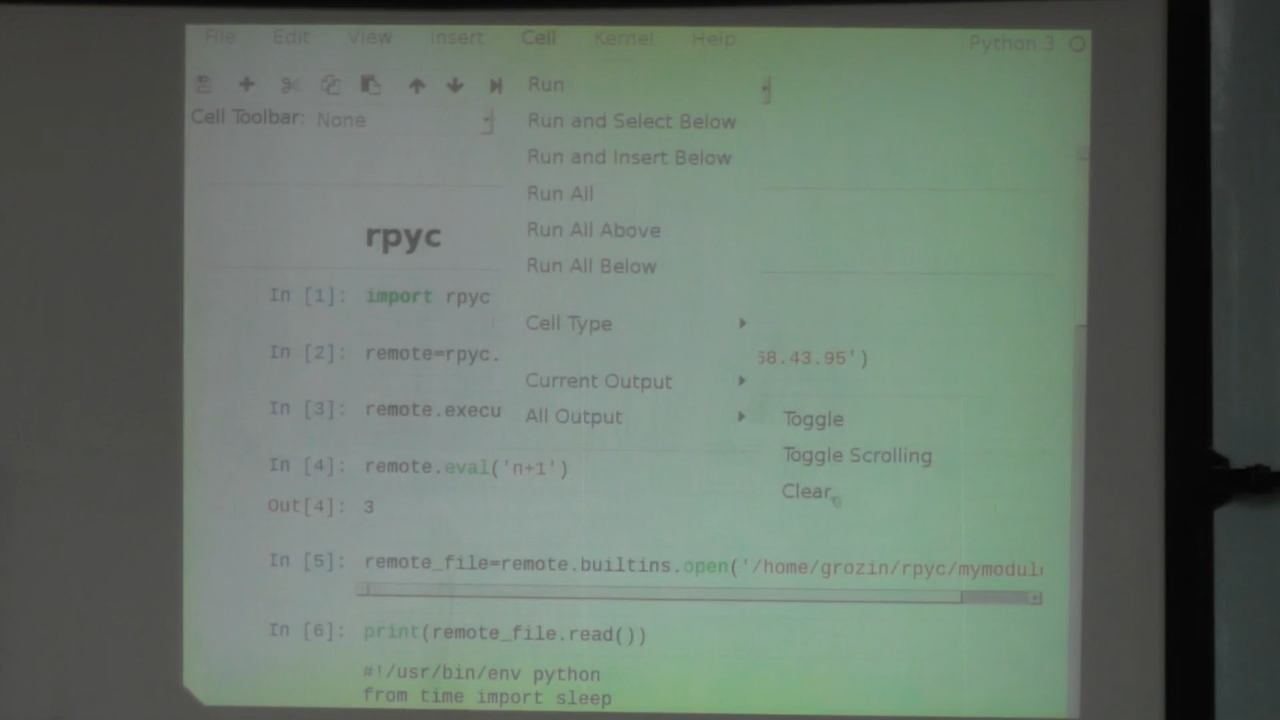 File Edit View Insert Cell Kernel Help Python 3
Run
Cell Toolbar: None
Run and Select Below
Run and Insert Below
Run All
rpyc
Run All Above
Run All Below
In [1]: import rpyc
Cell Type
In [2]: remote=rpyc. 68.43.95')
Current Output
In [3]: remote.execu
All Output
Toggle
Toggle Scrolling
In [4]: remote.eval('n+1')
Clear
Out[4]: 3
In [5]: remote_file=remote.builtins.open('/home/grozin/rpyc/mymodul
In [6]: print(remote_file.read())
#!/usr/bin/env python
from time import sleep